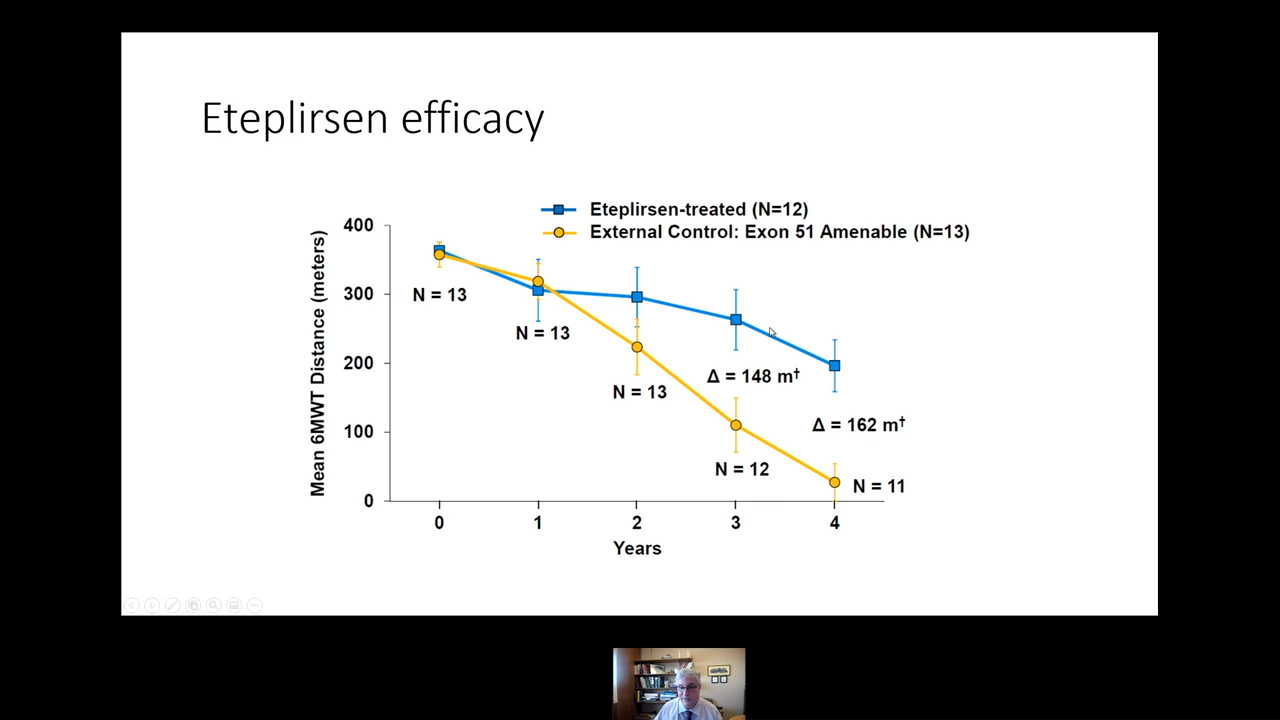 Eteplirsen efficacy
Eteplirsen-treated (N=12)
External Control: Exon 51 Amenable (N=13)
Mean 6MWT Distance (meters)
400
300
200
100
0
N = 13
N = 13
N = 13
Δ = 148 m†
N = 12
Δ = 162 m†
N = 11
0 1 2 3 4
Years